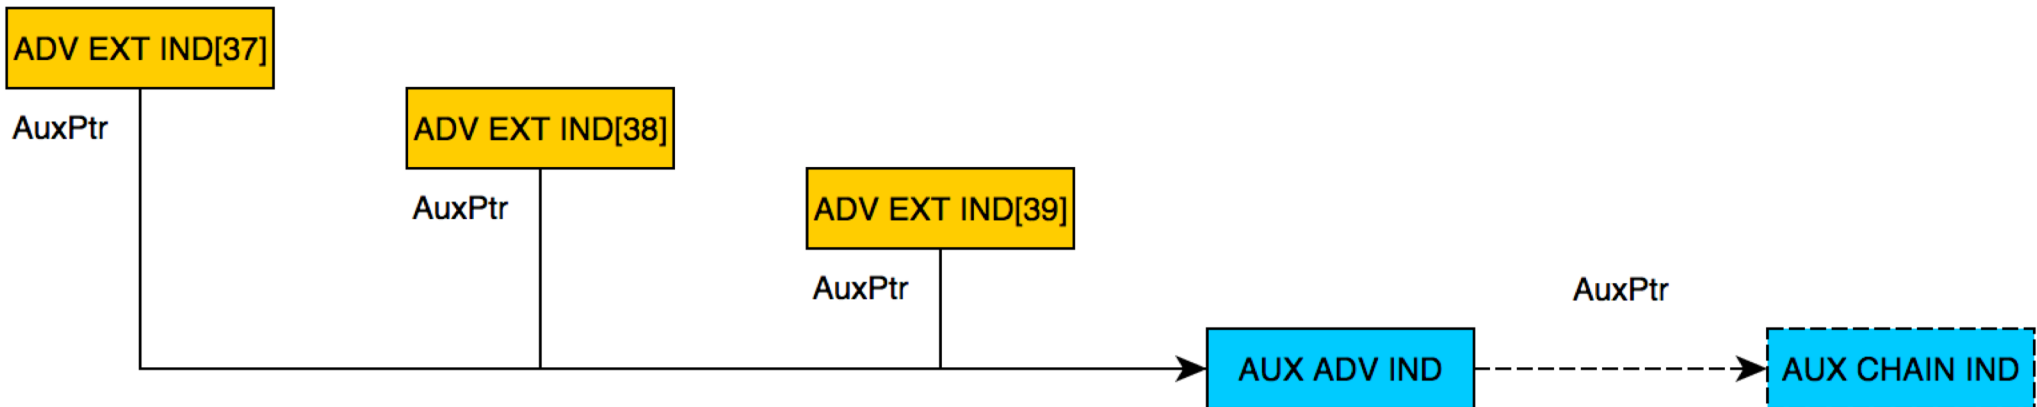 ADV EXT IND[37]
AuxPtr
ADV EXT IND[38]
AuxPtr
ADV EXT IND[39]
AuxPtr
AuxPtr
AUX ADV IND
AUX CHAIN IND